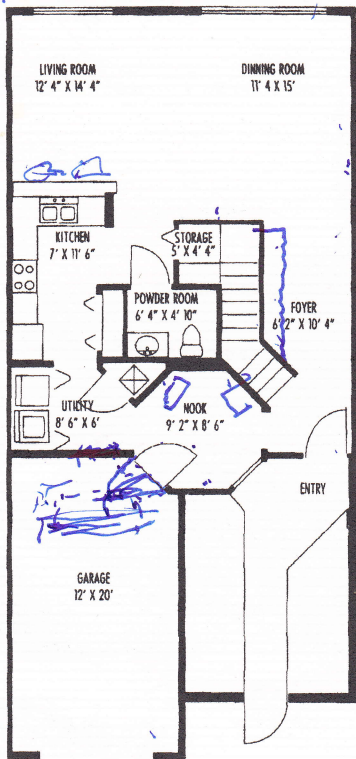 LIVING ROOM
12' 4" X 14' 4"
DINNING ROOM
11' 4 X 15'
KITCHEN
7' X 11' 6"
STORAGE
5' X 4' 4"
POWDER ROOM
6' 4" X 4' 10"
FOYER
6' 2" X 10' 4"
UTILITY
8' 6" X 6'
NOOK
9' 2" X 8' 6"
ENTRY
GARAGE
12' X 20'